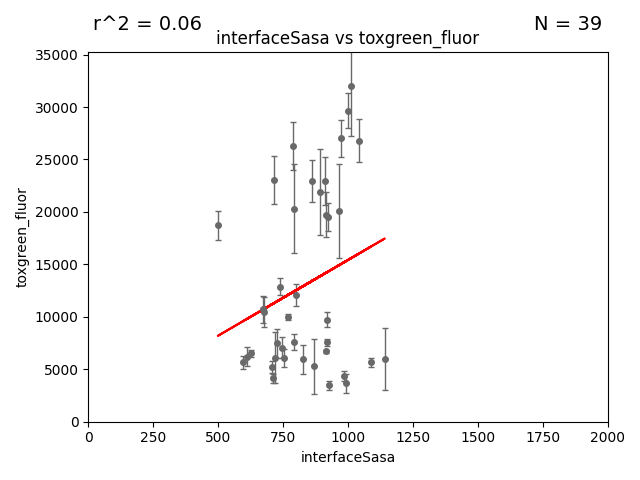 r^2 = 0.06
N = 39
interfaceSasa vs toxgreen_fluor
35000
30000
25000
20000
15000
10000
5000
0
toxgreen_fluor
0 250 500 750 1000 1250 1500 1750 2000
interfaceSasa